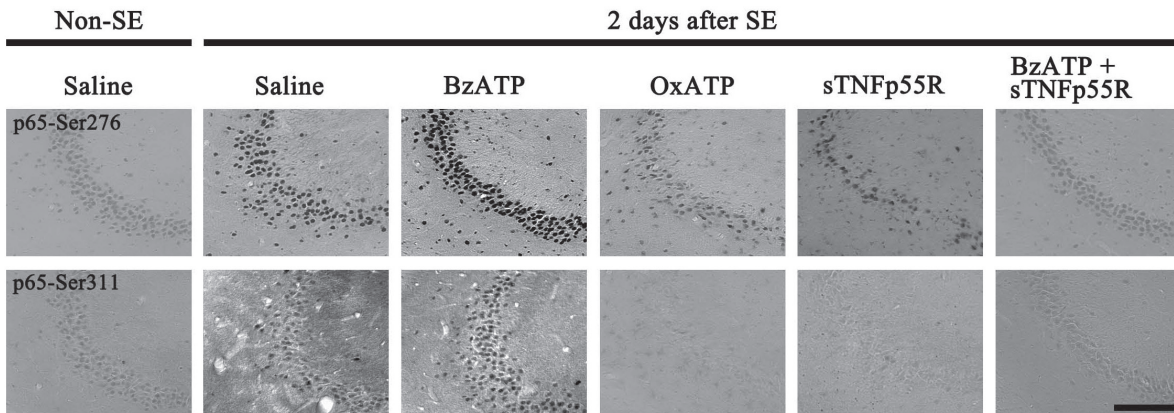 Non-SE
2 days after SE
Saline
Saline
BzATP
OxATP
sTNFp55R
BzATP +
sTNFp55R
p65-Ser276
p65-Ser311